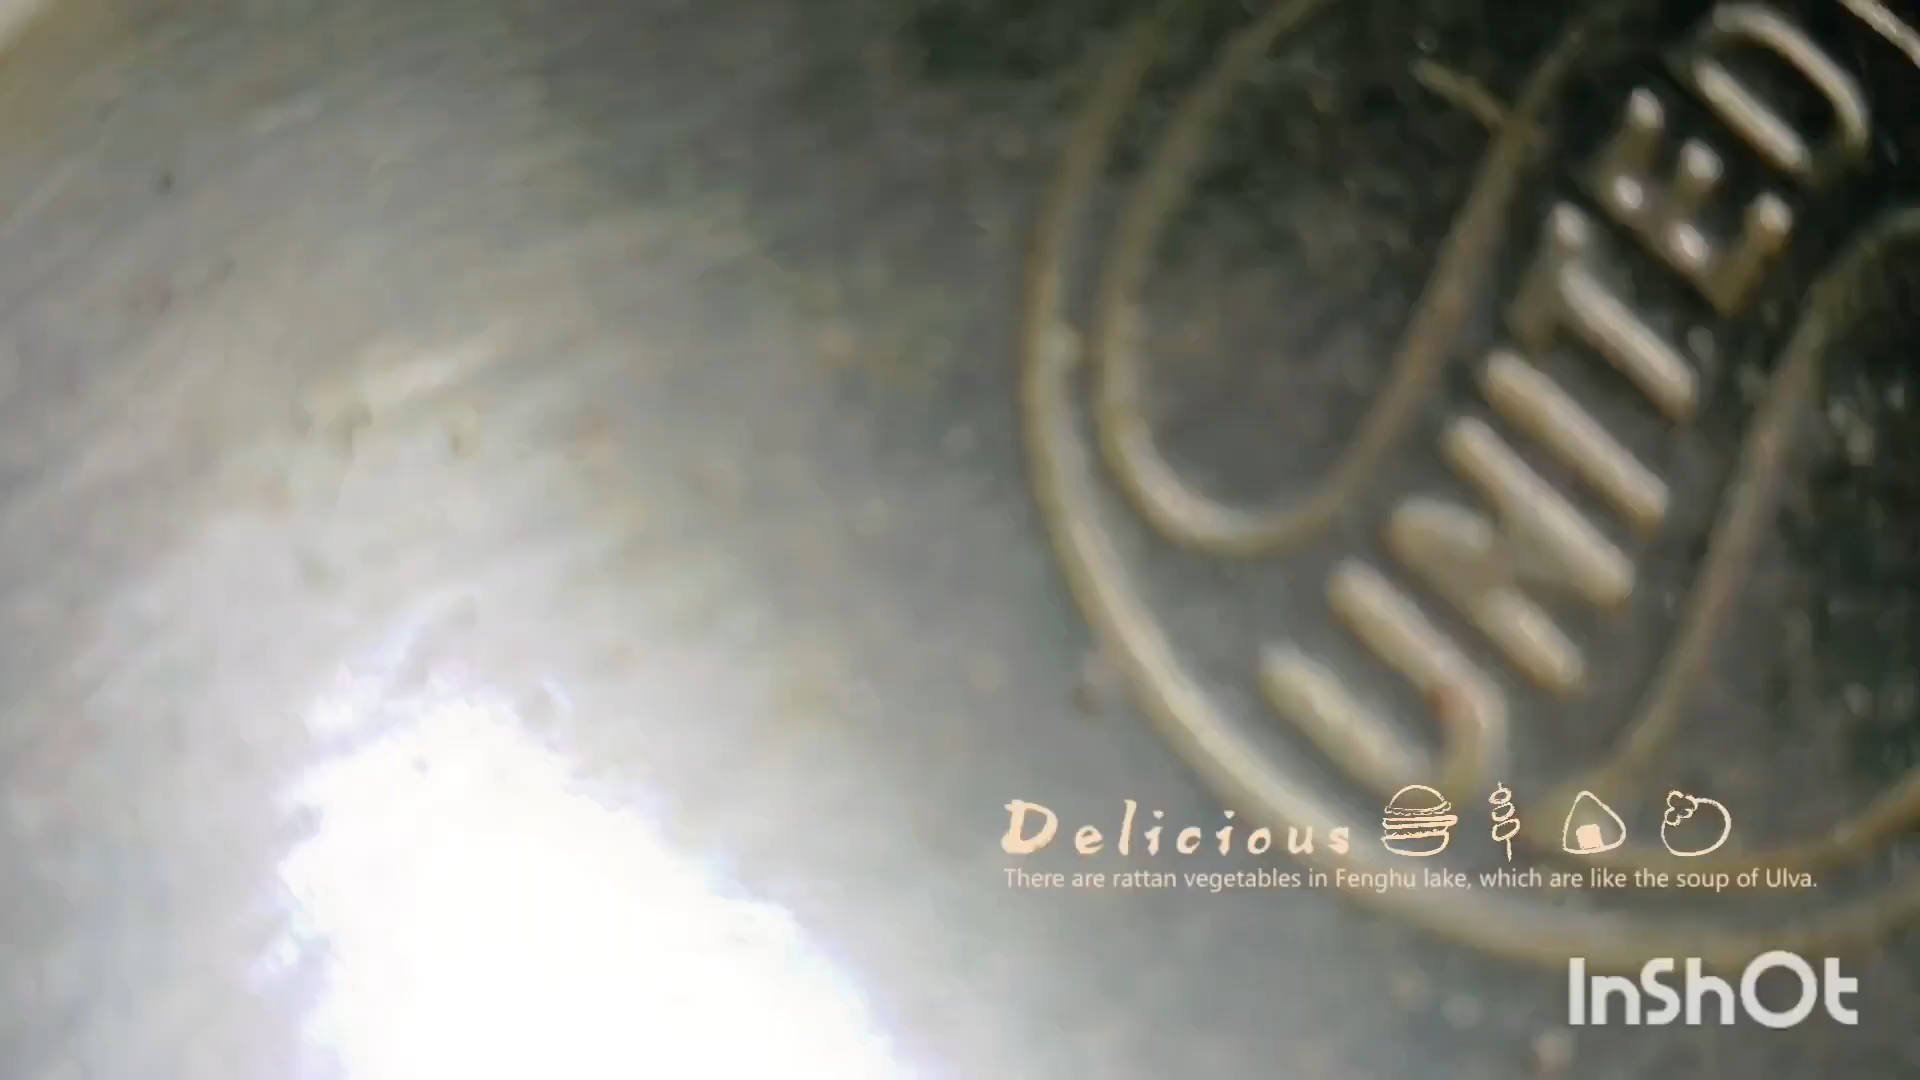 UNITED
Delicious
There are rattan vegetables in Fenghu lake, which are like the soup of Ulva.
InShOt